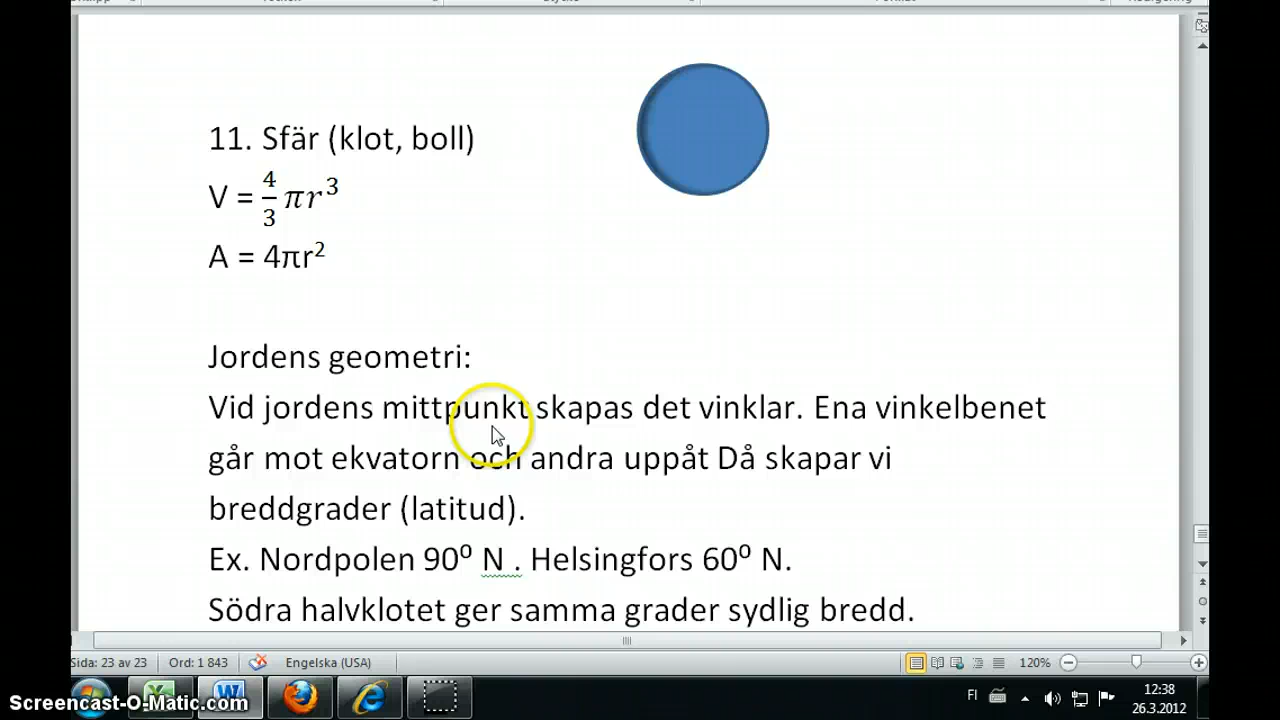 11. Sfär (klot, boll)
V = 4/3 πr³
A = 4πr²
Jordens geometri:
Vid jordens mittpunkt skapas det vinklar. Ena vinkelbenet
går mot ekvatorn och andra uppåt Då skapar vi
breddgrader (latitud).
Ex. Nordpolen 90⁰ N . Helsingfors 60⁰ N.
Södra halvklotet ger samma grader sydlig bredd.
Sida: 23 av 23 Ord: 1 843 Engelska (USA) 120%
FI 12:38
26.3.2012
Screencast-O-Matic.com